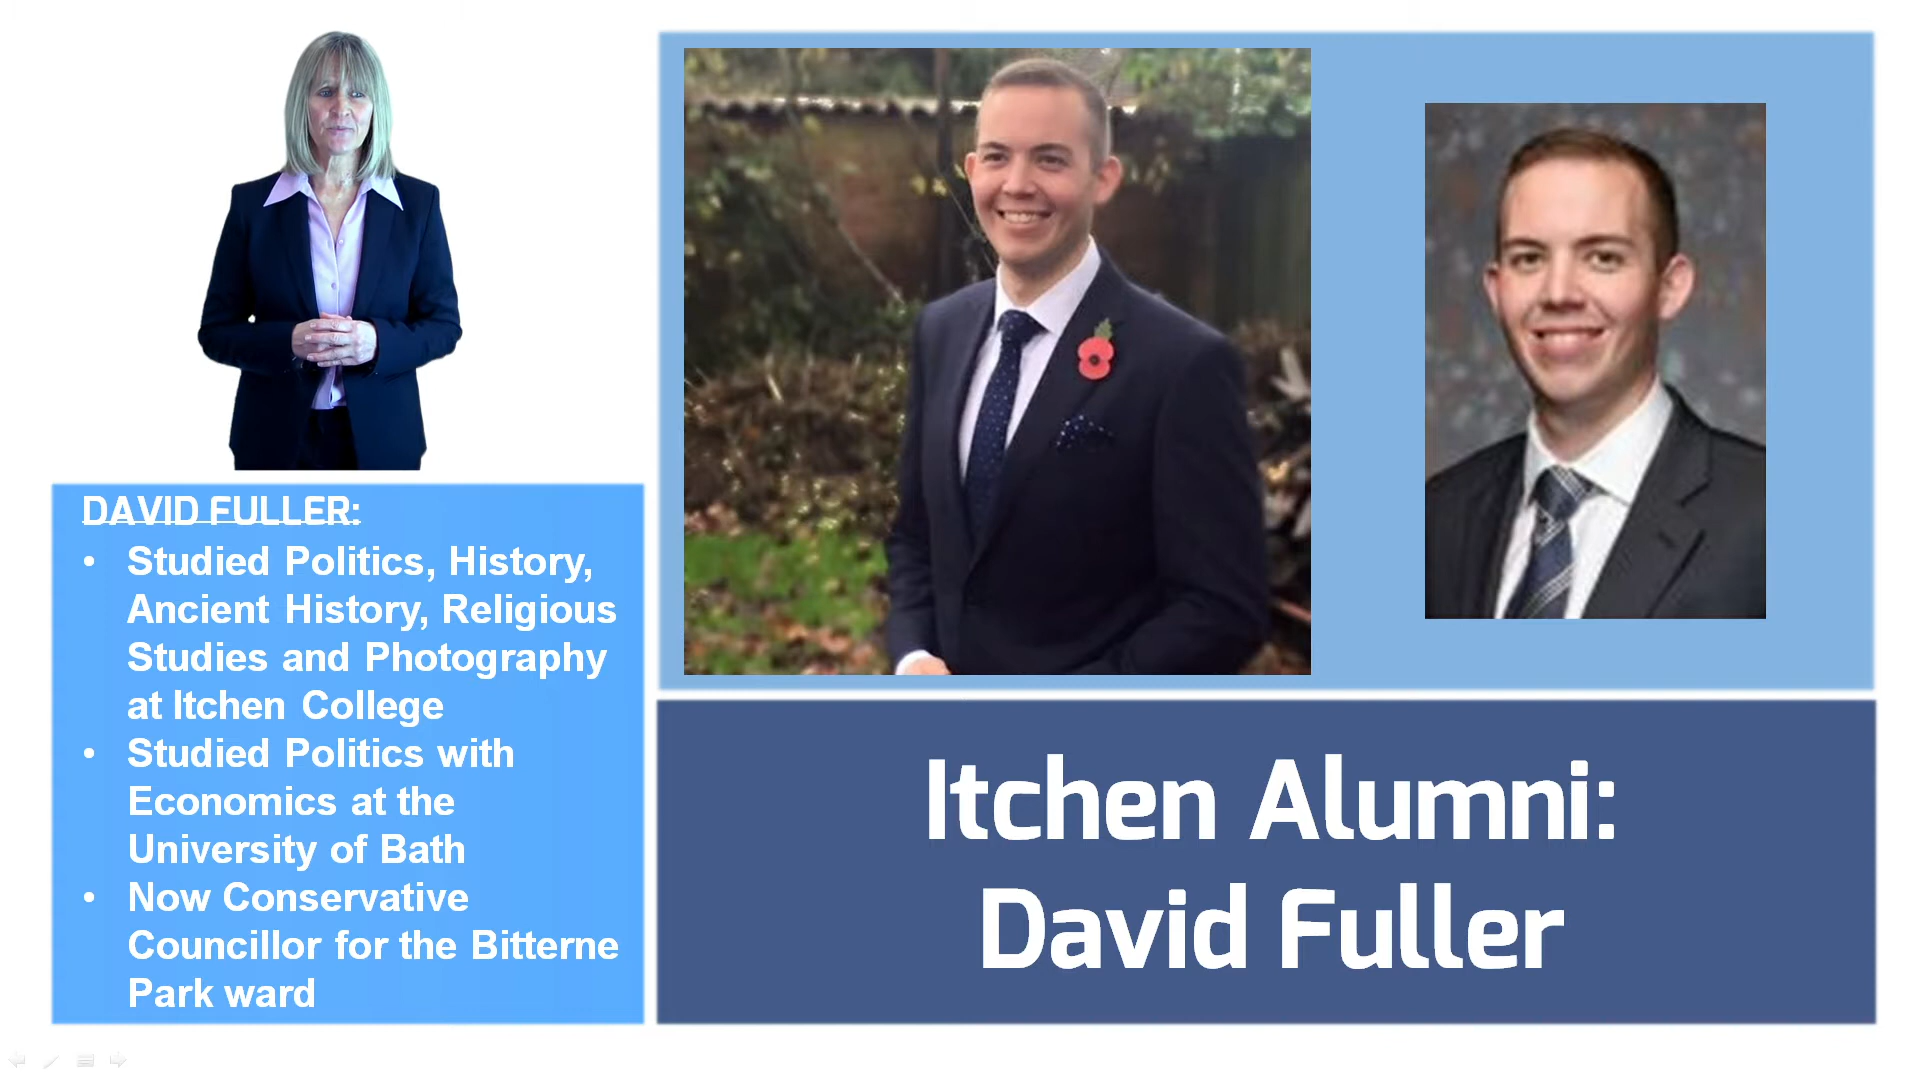 DAVID FULLER:
• Studied Politics, History,
Ancient History, Religious
Studies and Photography
at Itchen College
• Studied Politics with
Economics at the
University of Bath
• Now Conservative
Councillor for the Bitterne
Park ward
Itchen Alumni:
David Fuller